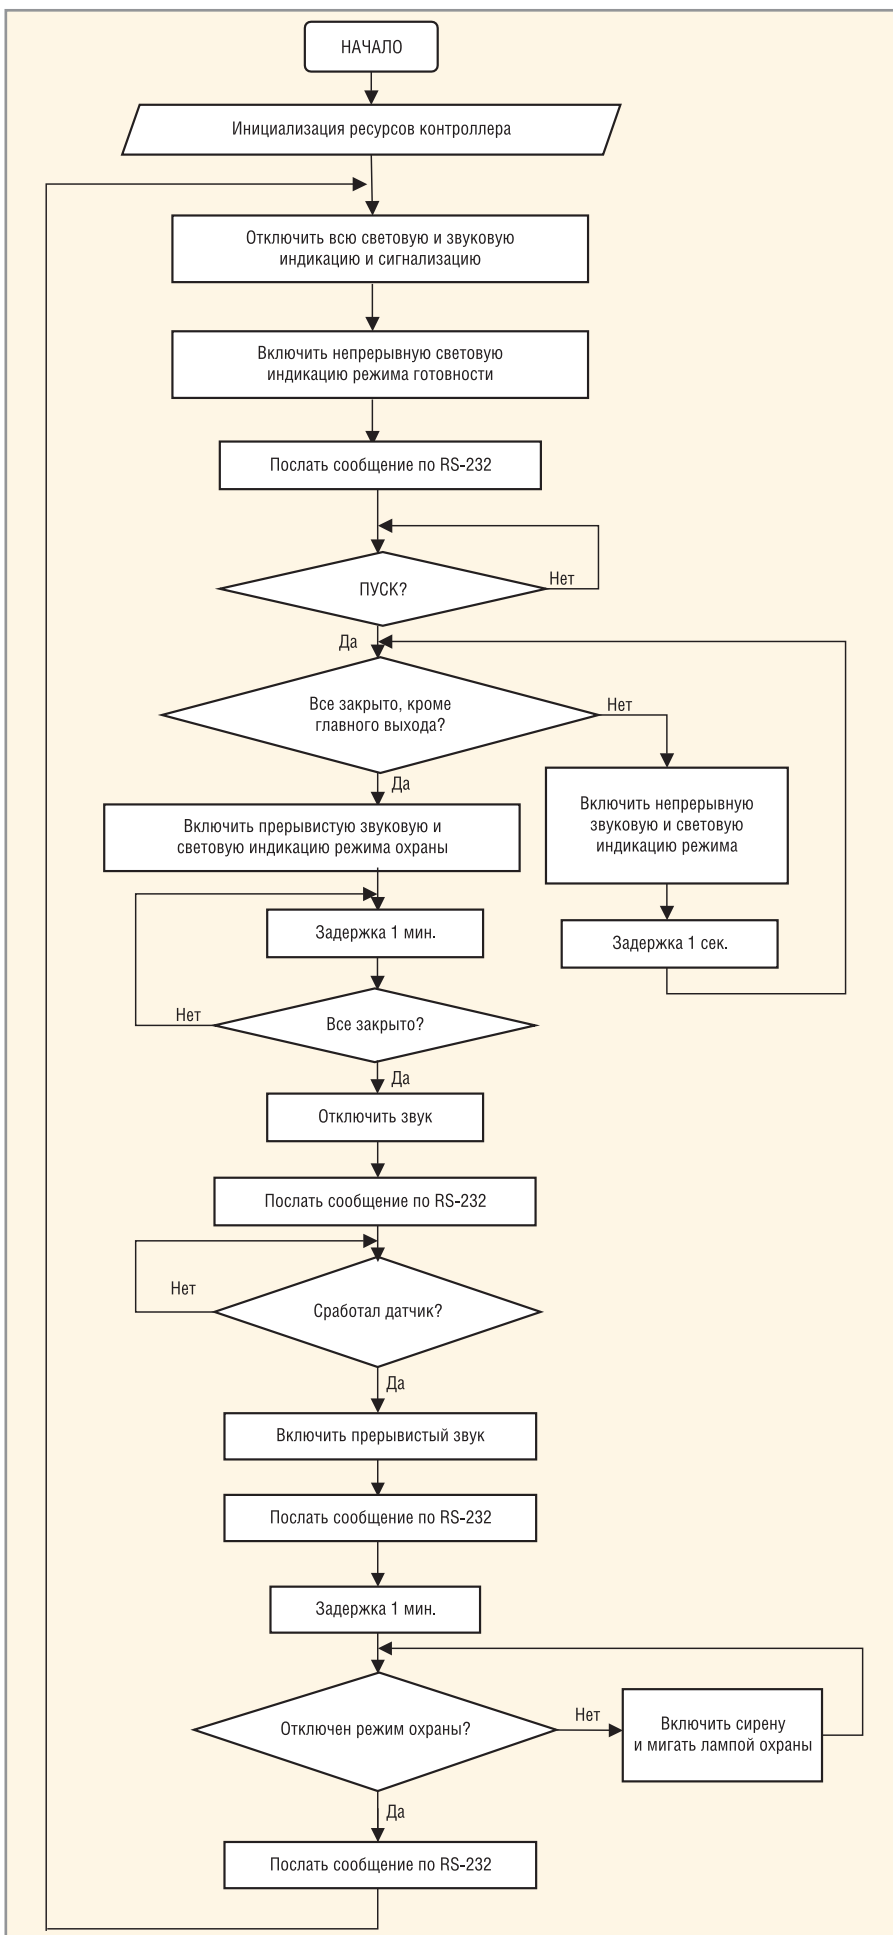 НАЧАЛО
Инициализация ресурсов контроллера
Отключить всю световую и звуковую
индикацию и сигнализацию
Включить непрерывную световую
индикацию режима готовности
Послать сообщение по RS-232
ПУСК?
Нет
Да
Все закрыто, кроме
главного выхода?
Нет
Да
Включить непрерывную
звуковую и световую
индикацию режима
Включить прерывистую звуковую и
световую индикацию режима охраны
Задержка 1 мин.
Задержка 1 сек.
Нет
Все закрыто?
Да
Отключить звук
Послать сообщение по RS-232
Нет
Сработал датчик?
Да
Включить прерывистый звук
Послать сообщение по RS-232
Задержка 1 мин.
Отключен режим охраны?
Нет
Включить сирену
и мигать лампой охраны
Да
Послать сообщение по RS-232